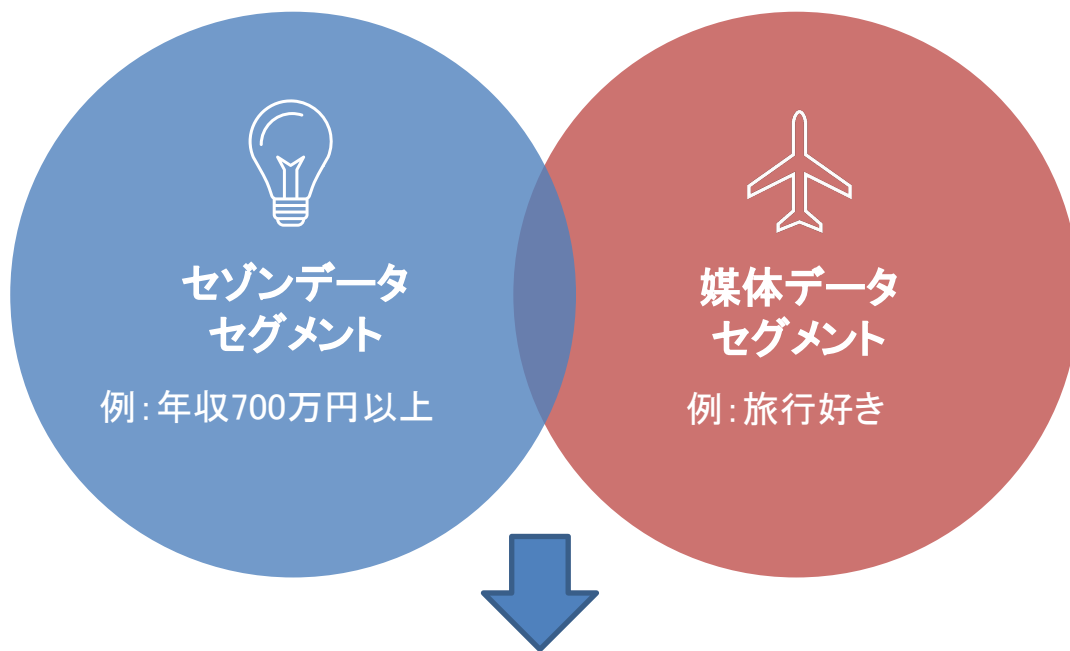 セゾンデータ
セグメント
例：年収700万円以上
媒体データ
セグメント
例：旅行好き